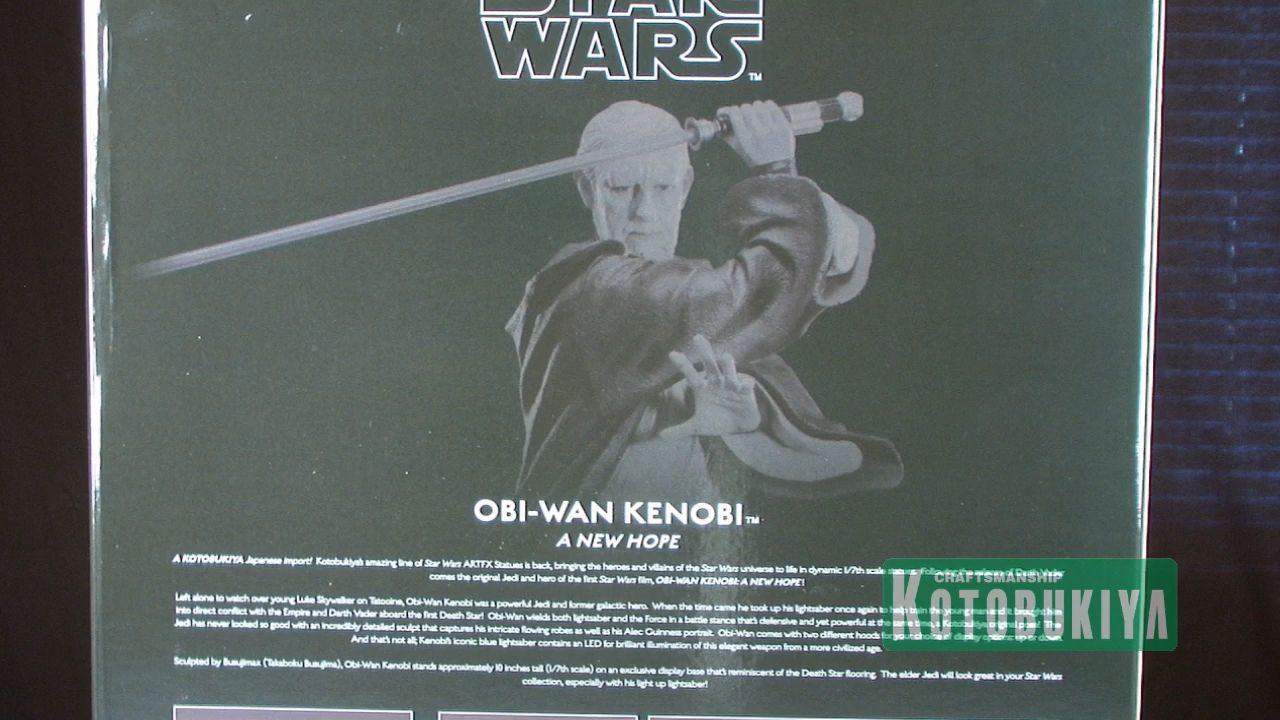 STAR
WARS™
OBI-WAN KENOBI™
A NEW HOPE
A KOTOBUKIYA Japanese import! Kotobukiya's amazing line of Star Wars ARTFX Statues is back, bringing the heroes and villains of the Star Wars universe to life in dynamic 1/7th scale statues. Following the release of Darth Vader
comes the original Jedi and hero of the first Star Wars film, OBI-WAN KENOBI: A NEW HOPE!
Left alone to watch over young Luke Skywalker on Tatooine, Obi-Wan Kenobi was a powerful Jedi and former galactic hero. When the time came he took up his lightsaber once again to help train the young man and it brought him
into direct conflict with the Empire and Darth Vader aboard the first Death Star! Obi-Wan wields both lightsaber and the Force in a battle stance that's defensive and yet powerful at the same time.
Jedi has never looked so good with an incredibly detailed sculpt that captures his intricate flowing robes as well as his Alec Guinness portrait. Obi-Wan comes with two different hoods for display options: up or down.
And that's not all; Kenobi's iconic blue lightsaber contains an LED for brilliant illumination of this elegant weapon from a more civilized age.
Sculpted by Busujimax (Takaboku Busujima), Obi-Wan Kenobi stands approximately 10 inches tall (1/7th scale) on an exclusive display base that's reminiscent of the Death Star flooring. The elder Jedi will look great in your Star Wars
collection, especially with his light up lightsaber!
CRAFTSMANSHIP
KOTOBUKIYA